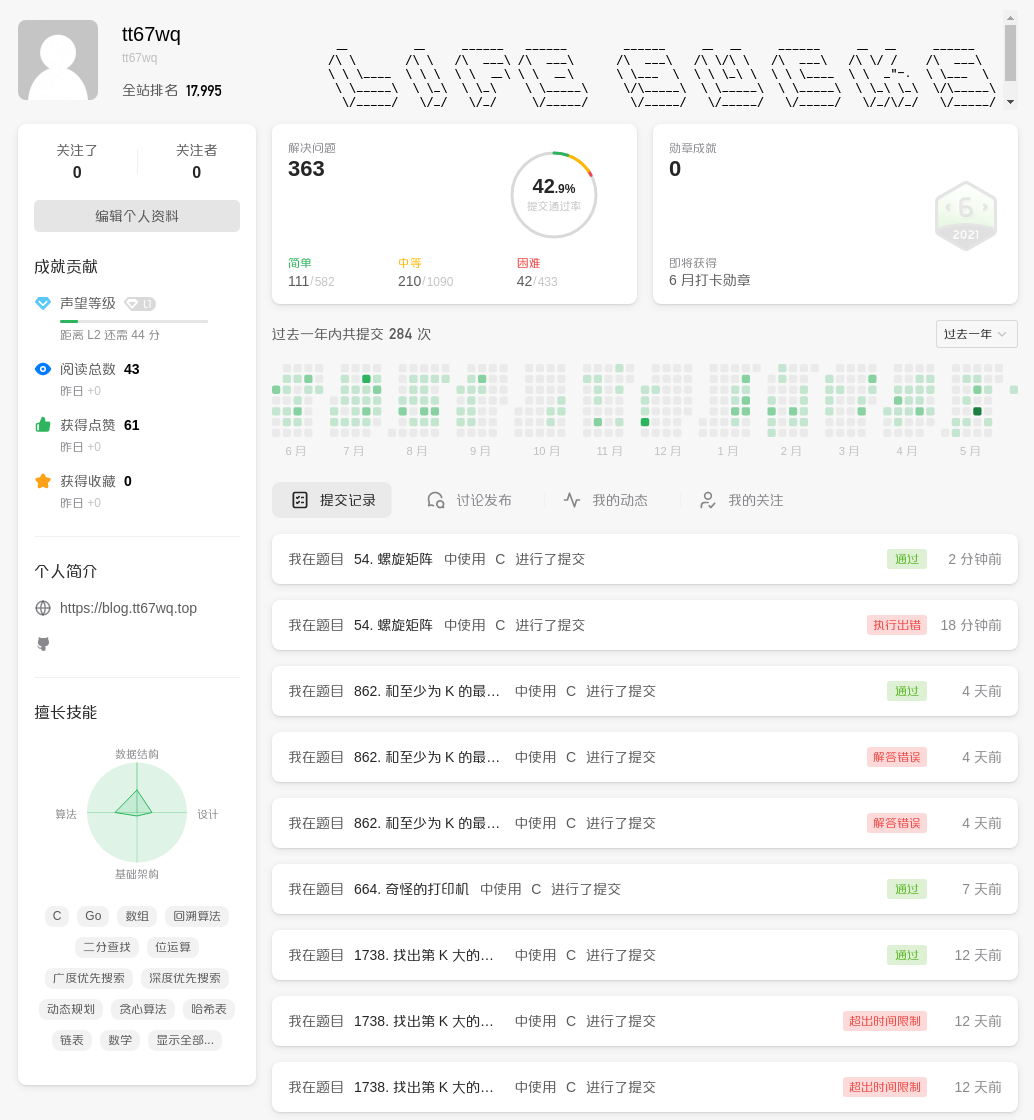 tt67wq
tt67wq
全站排名 17,995
关注了
0
关注者
0
编辑个人资料
成就贡献
声望等级 L1
距离 L2 还需 44 分
阅读总数 43
昨日 +0
获得点赞 61
昨日 +0
获得收藏 0
昨日 +0
个人简介
https://blog.tt67wq.top
擅长技能
数据结构
算法
设计
基础架构
C
Go
数组
回溯算法
二分查找
位运算
广度优先搜索
深度优先搜索
动态规划
贪心算法
哈希表
链表
数学
显示全部...
解决问题
363
42.9%
提交通过率
简单
111/582
中等
210/1090
困难
42/433
勋章成就
0
6
2021
即将获得
6 月打卡勋章
过去一年内共提交 284 次
过去一年
6 月
7 月
8 月
9 月
10 月
11 月
12 月
1 月
2 月
3 月
4 月
5 月
提交记录
讨论发布
我的动态
我的关注
我在题目 54. 螺旋矩阵 中使用 C 进行了提交 通过 2 分钟前
我在题目 54. 螺旋矩阵 中使用 C 进行了提交 执行出错 18 分钟前
我在题目 862. 和至少为 K 的最… 中使用 C 进行了提交 通过 4 天前
我在题目 862. 和至少为 K 的最… 中使用 C 进行了提交 解答错误 4 天前
我在题目 862. 和至少为 K 的最… 中使用 C 进行了提交 解答错误 4 天前
我在题目 664. 奇怪的打印机 中使用 C 进行了提交 通过 7 天前
我在题目 1738. 找出第 K 大的… 中使用 C 进行了提交 通过 12 天前
我在题目 1738. 找出第 K 大的… 中使用 C 进行了提交 超出时间限制 12 天前
我在题目 1738. 找出第 K 大的… 中使用 C 进行了提交 超出时间限制 12 天前